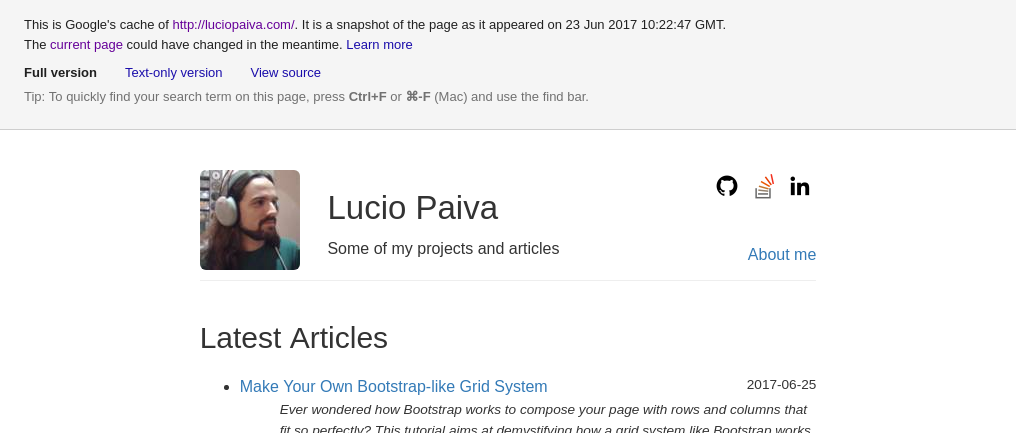 This is Google's cache of http://luciopaiva.com/. It is a snapshot of the page as it appeared on 23 Jun 2017 10:22:47 GMT.
The current page could have changed in the meantime. Learn more
Full version Text-only version View source
Tip: To quickly find your search term on this page, press Ctrl+F or ⌘-F (Mac) and use the find bar.
in
Lucio Paiva
Some of my projects and articles
About me
Latest Articles
Make Your Own Bootstrap-like Grid System 2017-06-25
Ever wondered how Bootstrap works to compose your page with rows and columns that
fit so perfectly? This tutorial aims at demystifying how a grid system like Bootstrap works